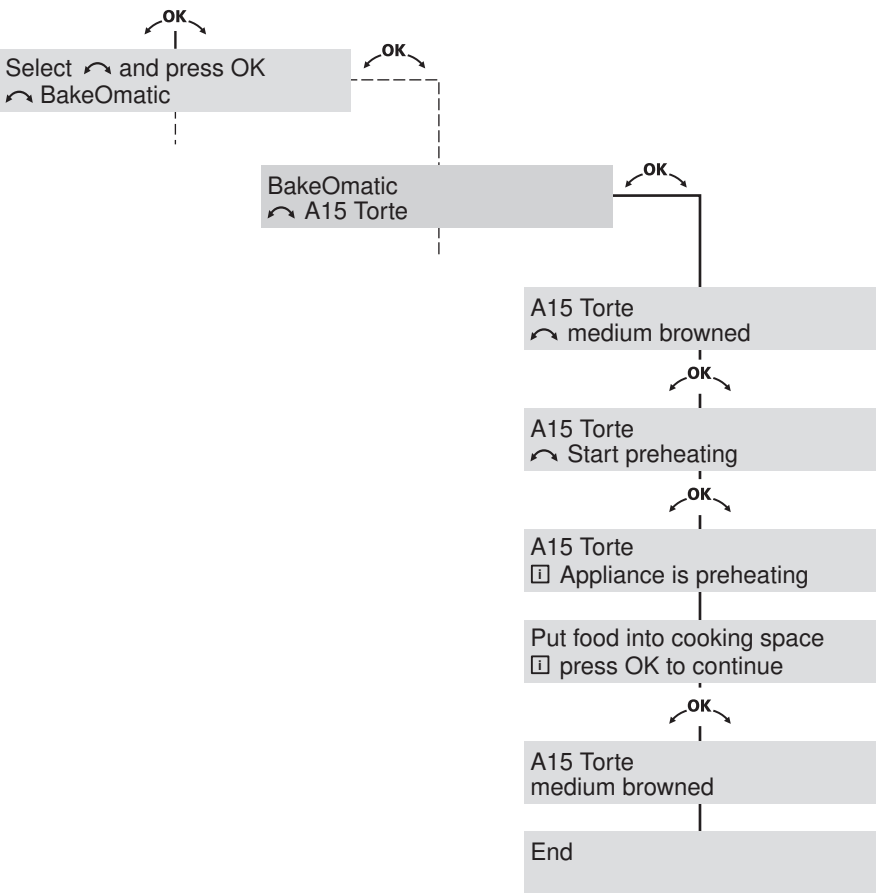 OK
Select and press OK
BakeOmatic
OK
BakeOmatic
A15 Torte
OK
A15 Torte
medium browned
OK
A15 Torte
Start preheating
OK
A15 Torte
i Appliance is preheating
Put food into cooking space
i press OK to continue
OK
A15 Torte
medium browned
End